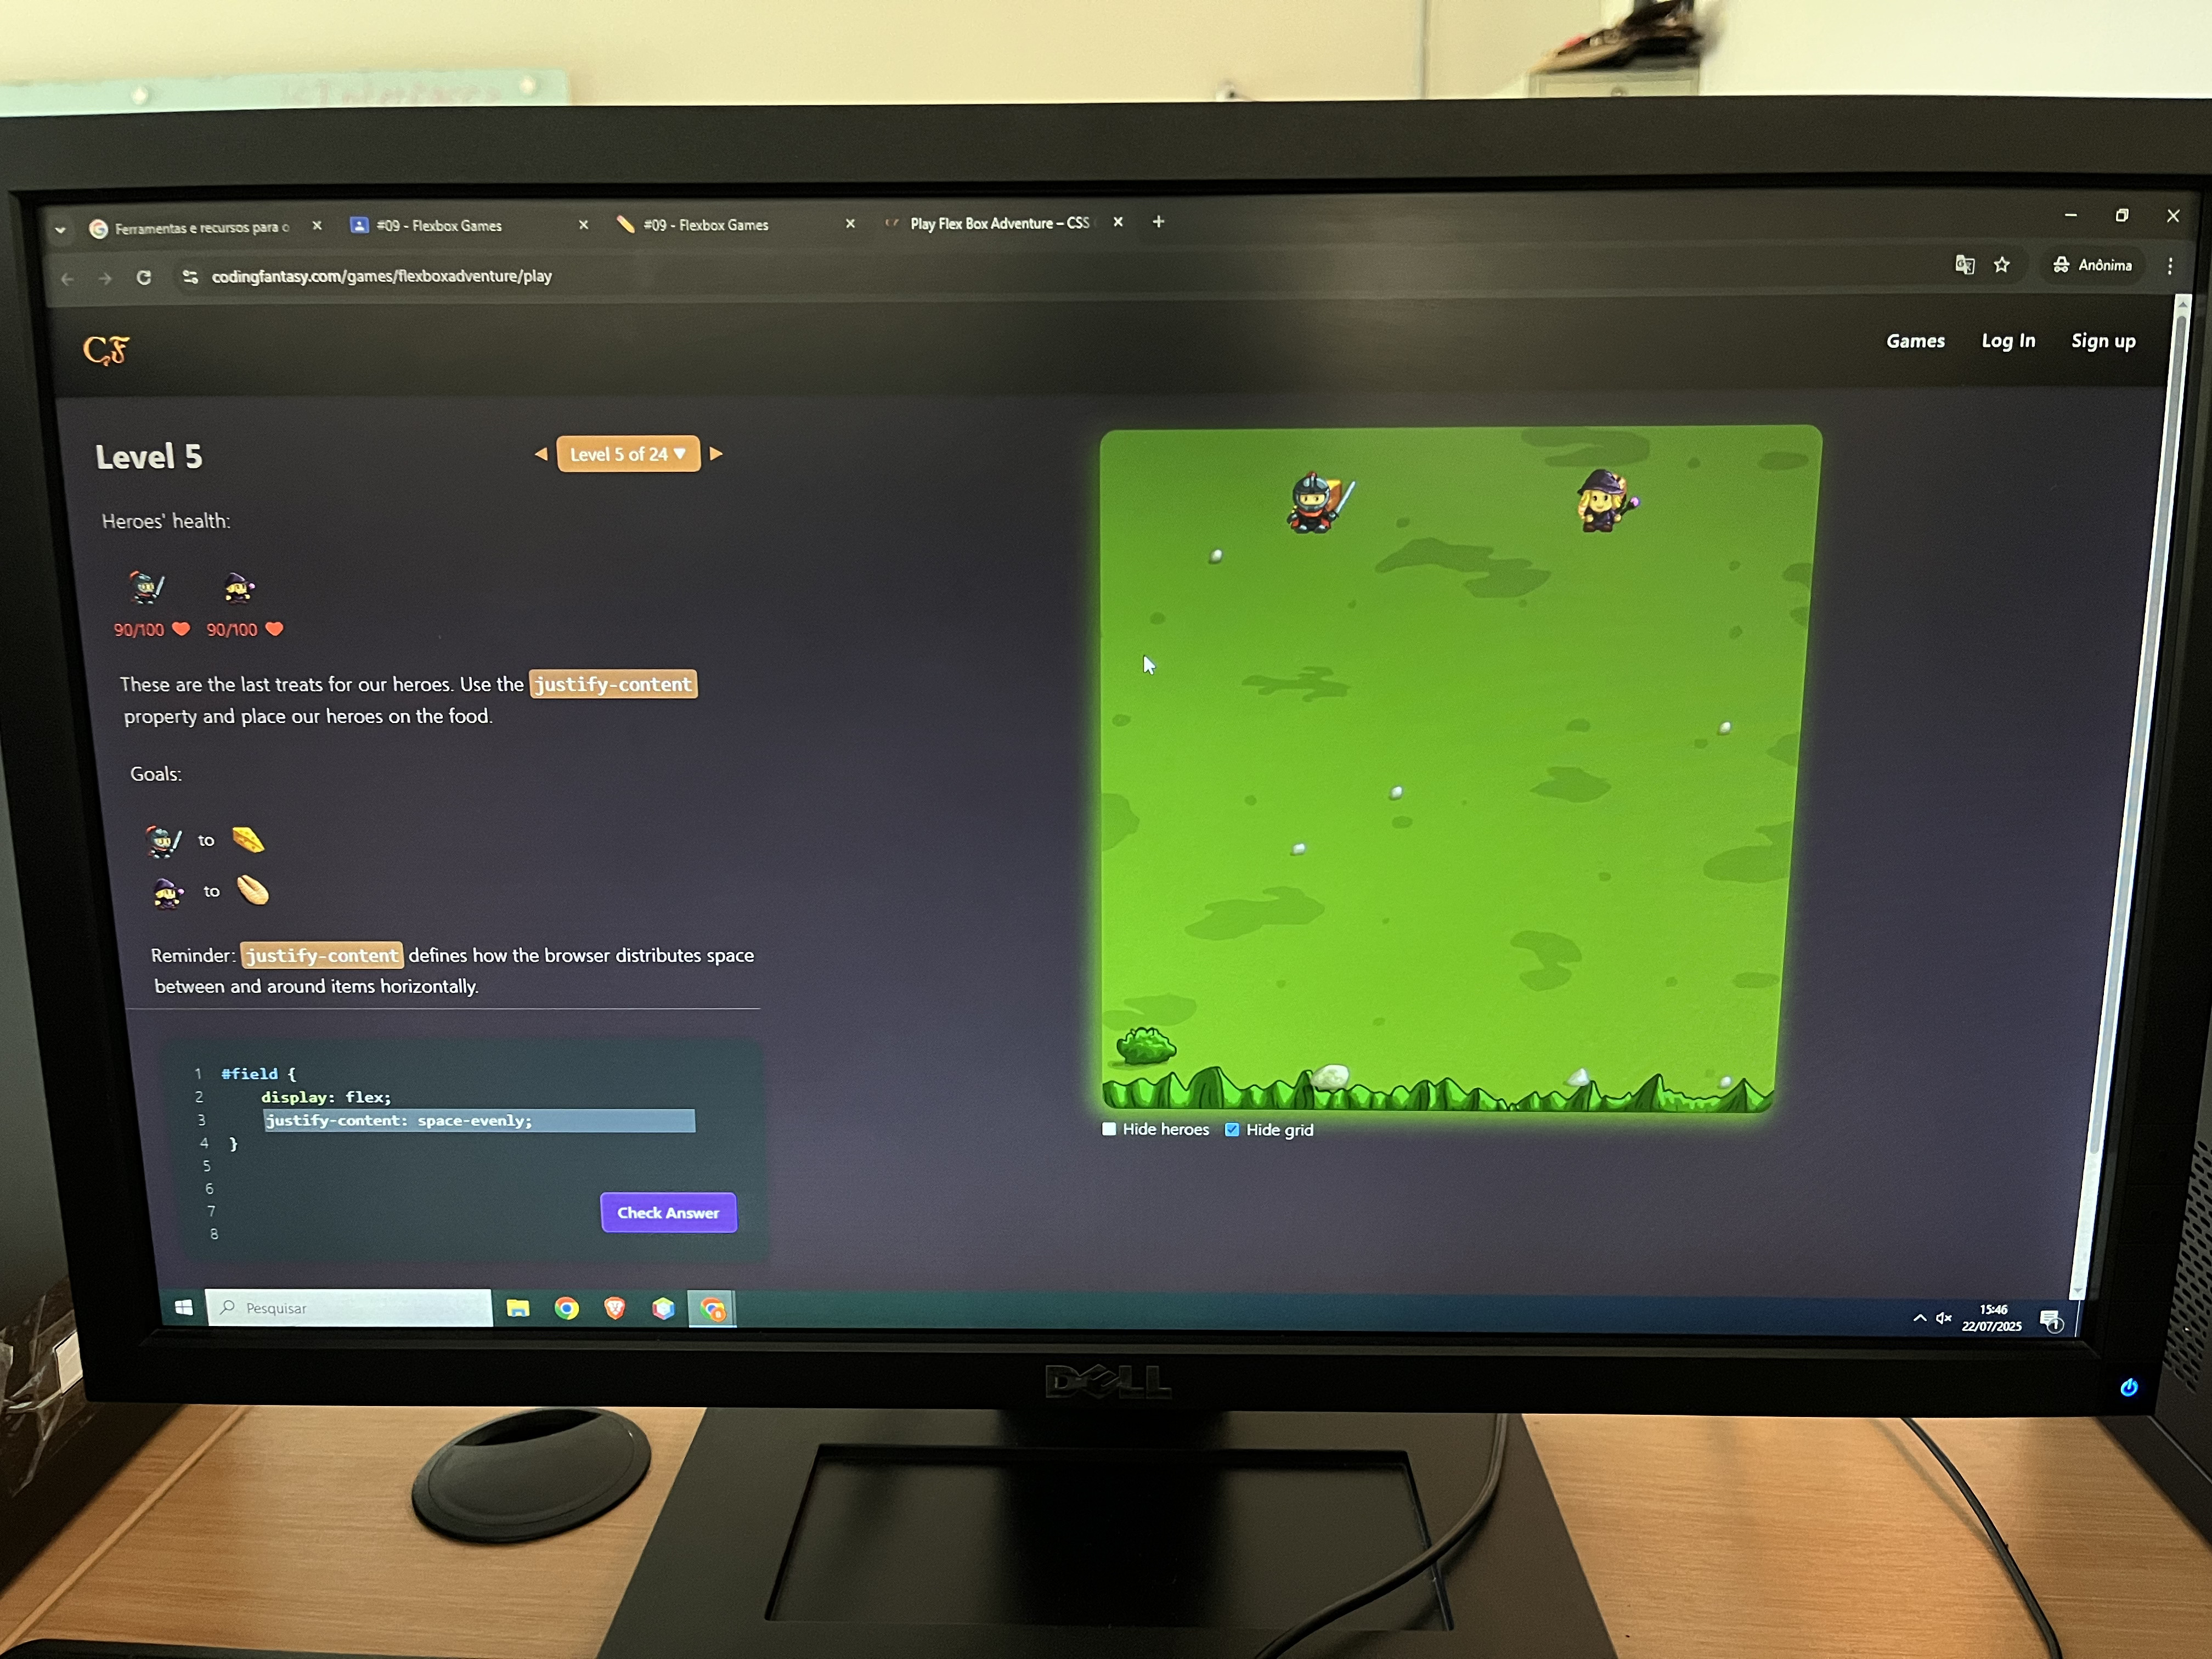 Ferramentas e recursos para o
#09 - Flexbox Games
#09 - Flexbox Games
Play Flex Box Adventure – CSS
codingfantasy.com/games/flexboxadventure/play
Anônima
CF
Games
Log In
Sign up
Level 5
Level 5 of 24 ▼
Heroes' health:
90/100
90/100
These are the last treats for our heroes. Use the justify-content
property and place our heroes on the food.
Goals:
to
to
Reminder: justify-content defines how the browser distributes space
between and around items horizontally.
1 #field {
2 display: flex;
3 justify-content: space-evenly;
4 }
5
6
7
8
Check Answer
Hide heroes
Hide grid
Pesquisar
15:46
22/07/2025
1
DELL